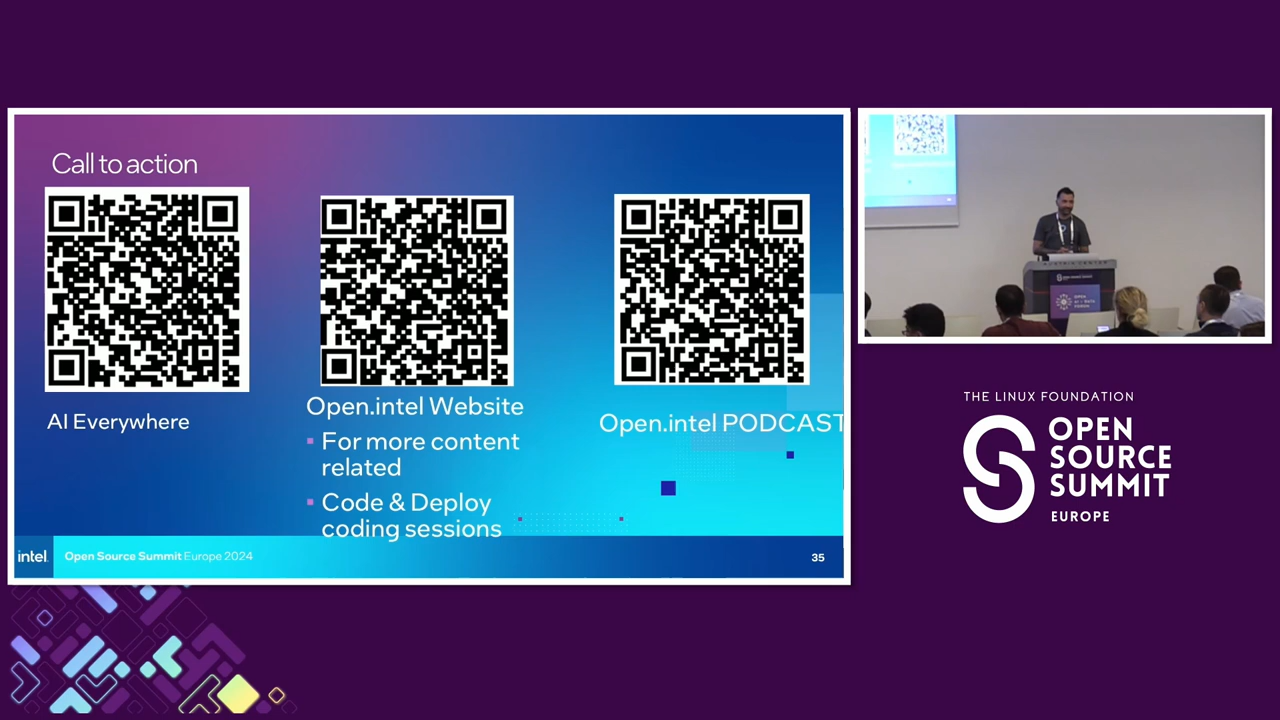 Call to action
AI Everywhere
Open.intel Website
For more content
related
Code & Deploy
coding sessions
Open.intel PODCAST
intel.
Open Source Summit Europe 2024
35
THE LINUX FOUNDATION
OPEN
SOURCE
SUMMIT
EUROPE